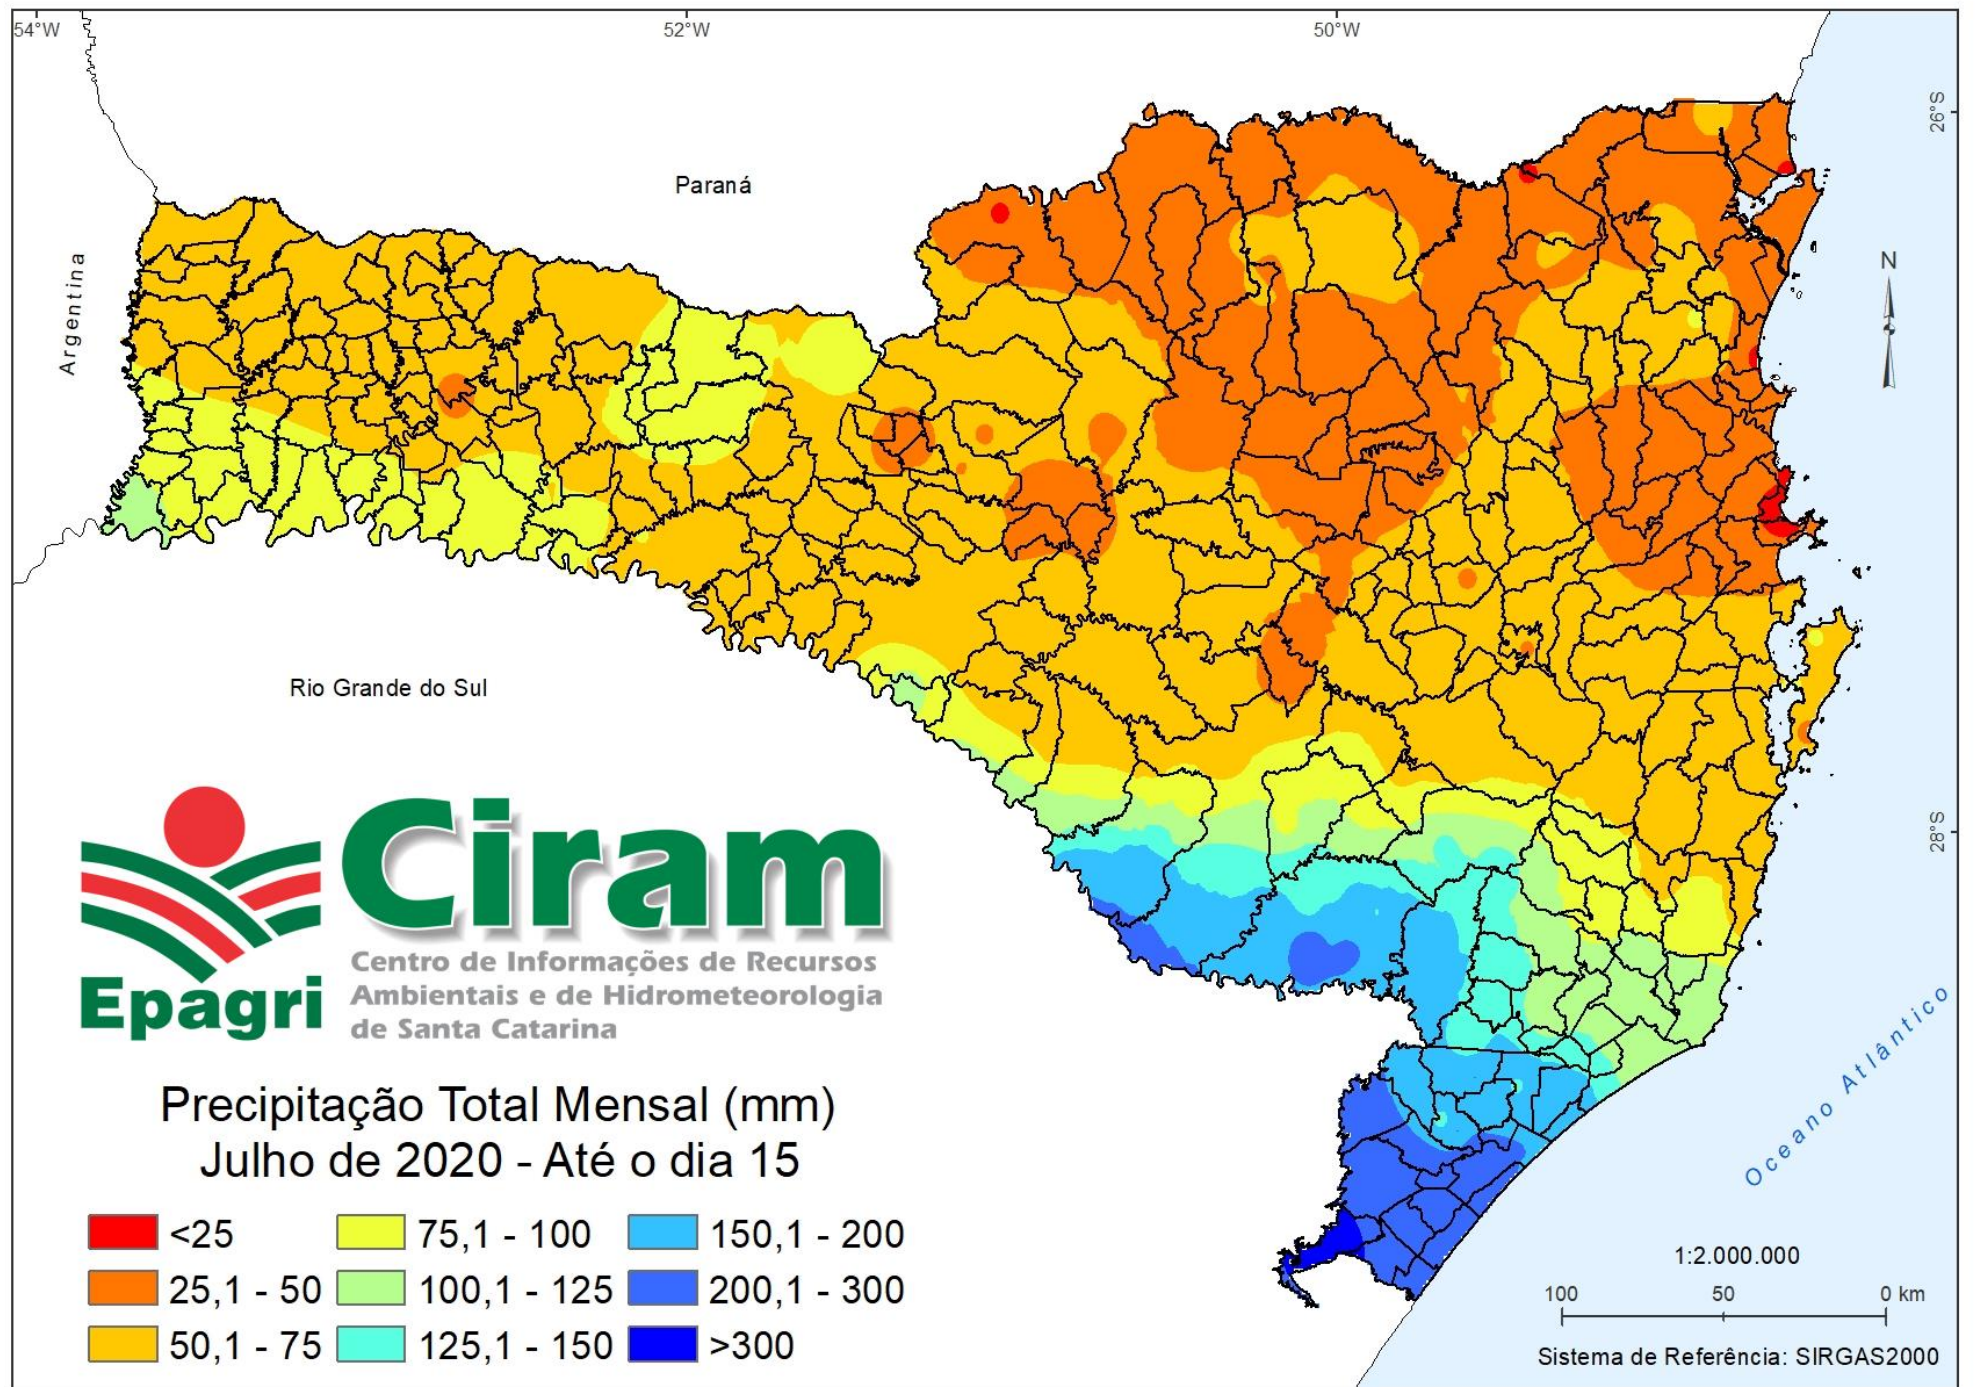 54°W
52°W
50°W
26°S
Paraná
Argentina
N
Rio Grande do Sul
28°S
Ciram
Centro de Informações de Recursos
Ambientais e de Hidrometeorologia
de Santa Catarina
Epagri
Oceano Atlântico
Precipitação Total Mensal (mm)
Julho de 2020 - Até o dia 15
<25
75,1 - 100
150,1 - 200
25,1 - 50
100,1 - 125
200,1 - 300
50,1 - 75
125,1 - 150
>300
1:2.000.000
100 50 0 km
Sistema de Referência: SIRGAS2000